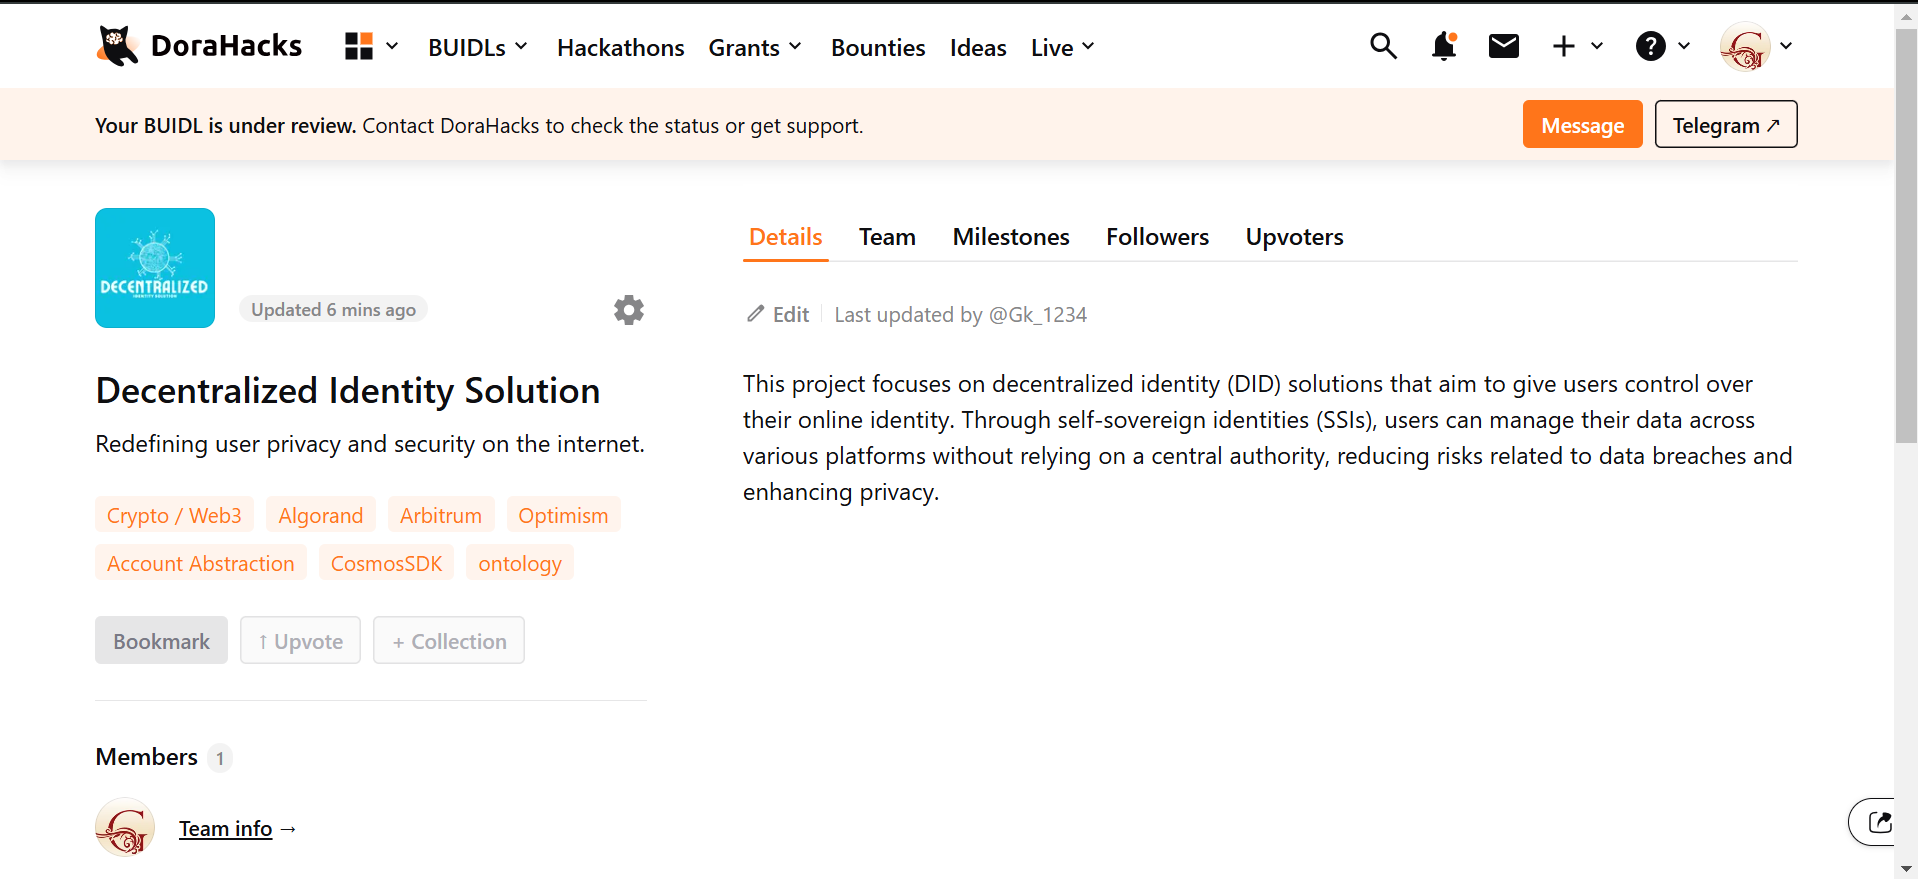 DoraHacks BUIDLs Hackathons Grants Bounties Ideas Live
Your BUIDL is under review. Contact DoraHacks to check the status or get support. Message Telegram ↗
DECENTRALIZED
IDENTITY SOLUTION
Updated 6 mins ago
Decentralized Identity Solution
Redefining user privacy and security on the internet.
Crypto / Web3 Algorand Arbitrum Optimism
Account Abstraction CosmosSDK ontology
Bookmark ↑ Upvote + Collection
Members 1
Team info →
Details Team Milestones Followers Upvoters
Edit Last updated by @Gk_1234
This project focuses on decentralized identity (DID) solutions that aim to give users control over
their online identity. Through self-sovereign identities (SSIs), users can manage their data across
various platforms without relying on a central authority, reducing risks related to data breaches and
enhancing privacy.